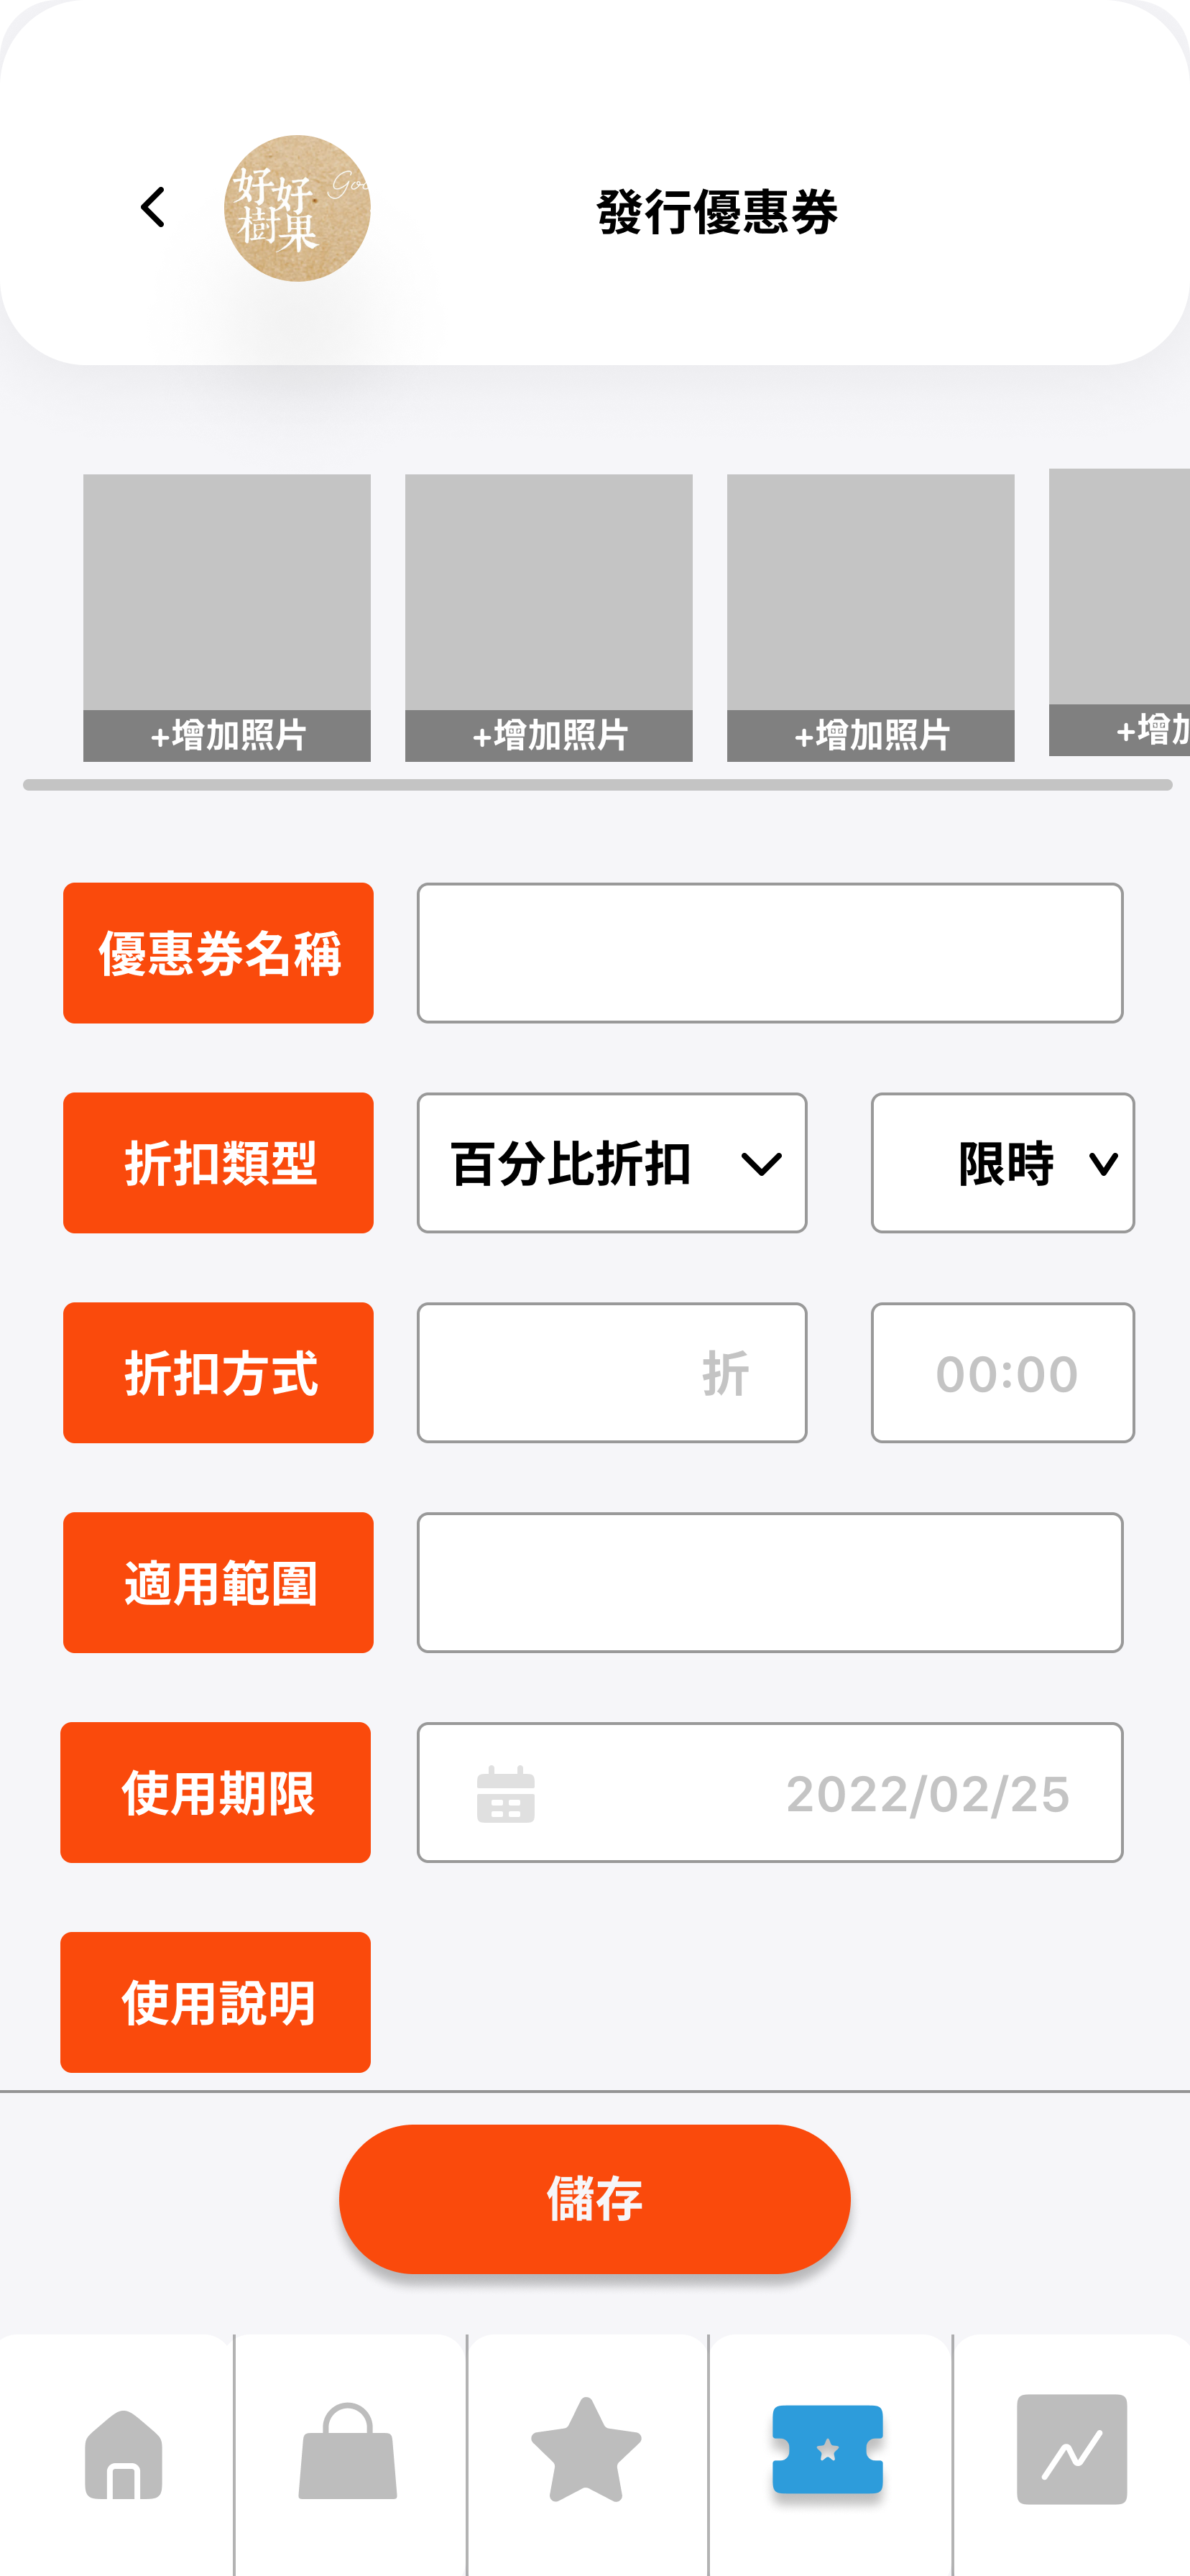 好好
樹果
發行優惠券
+增加照片 +增加照片 +增加照片 +增加
優惠券名稱
折扣類型 百分比折扣 限時
折扣方式 折 00:00
適用範圍
使用期限 2022/02/25
使用說明
儲存